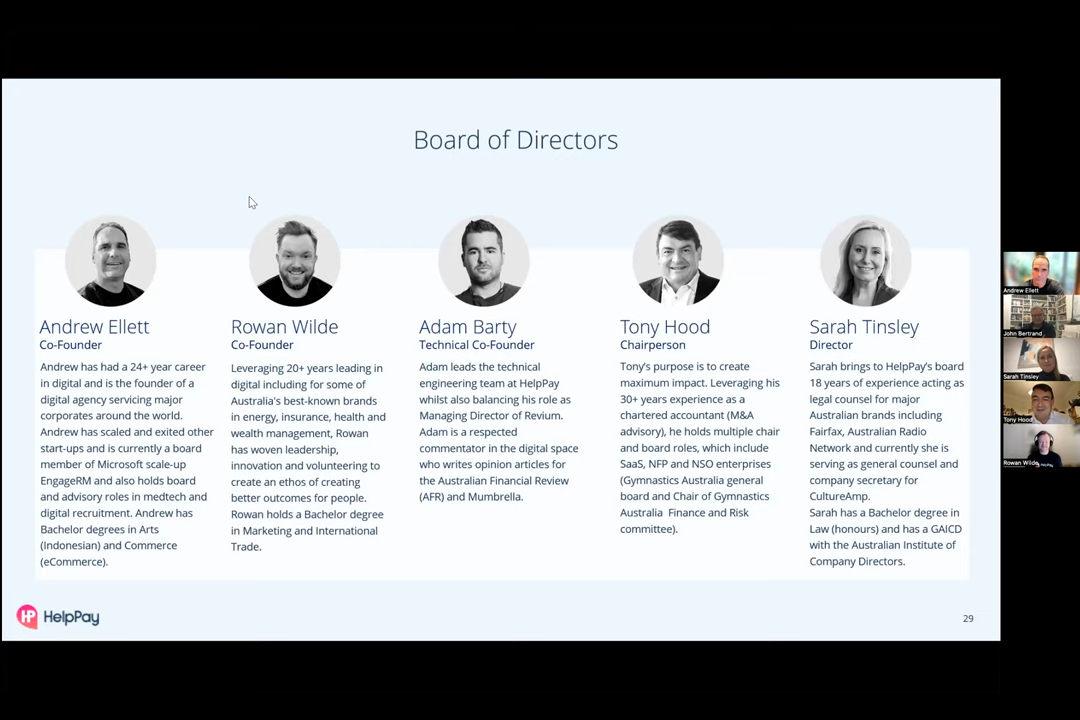 Board of Directors
Andrew Ellett
Co-Founder
Andrew has had a 24+ year career
in digital and is the founder of a
digital agency servicing major
corporates around the world.
Andrew has scaled and exited other
start-ups and is currently a board
member of Microsoft scale-up
EngageRM and also holds board
and advisory roles in medtech and
digital recruitment. Andrew has
Bachelor degrees in Arts
(Indonesian) and Commerce
(eCommerce).
Rowan Wilde
Co-Founder
Leveraging 20+ years leading in
digital including for some of
Australia's best-known brands
in energy, insurance, health and
wealth management, Rowan
has woven leadership,
innovation and volunteering to
create an ethos of creating
better outcomes for people.
Rowan holds a Bachelor degree
in Marketing and International
Trade.
Adam Barty
Technical Co-Founder
Adam leads the technical
engineering team at HelpPay
whilst also balancing his role as
Managing Director of Revium.
Adam is a respected
commentator in the digital space
who writes opinion articles for
the Australian Financial Review
(AFR) and Mumbrella.
Tony Hood
Chairperson
Tony's purpose is to create
maximum impact. Leveraging his
30+ years experience as a
chartered accountant (M&A
advisory), he holds multiple chair
and board roles, which include
SaaS, NFP and NSO enterprises
(Gymnastics Australia general
board and Chair of Gymnastics
Australia Finance and Risk
committee).
Sarah Tinsley
Director
Sarah brings to HelpPay's board
18 years of experience acting as
legal counsel for major
Australian brands including
Fairfax, Australian Radio
Network and currently she is
serving as general counsel and
company secretary for
CultureAmp.
Sarah has a Bachelor degree in
Law (honours) and has a GAICD
with the Australian Institute of
Company Directors.
HP HelpPay
29
Andrew Ellett
John Bertrand
Sarah Tinsley
Tony Hood
Rowan Wilde